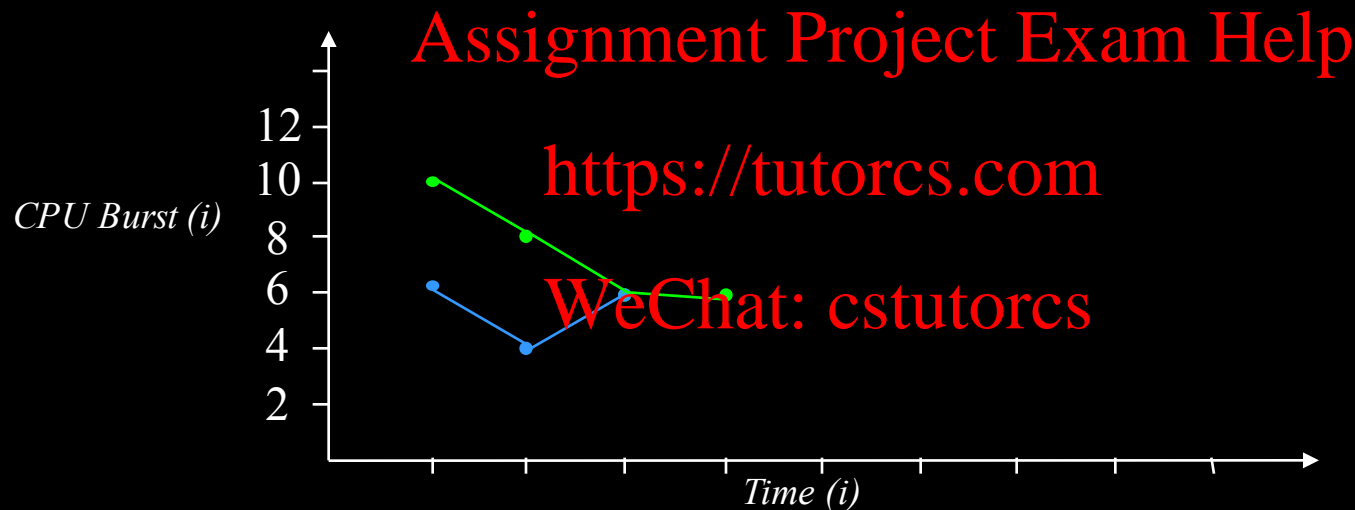 Assignment Project Exam Help
12
https://tutorcs.com
10
CPU Burst (i)
8
6
WeChat: cstutorcs
4
2
Time (i)